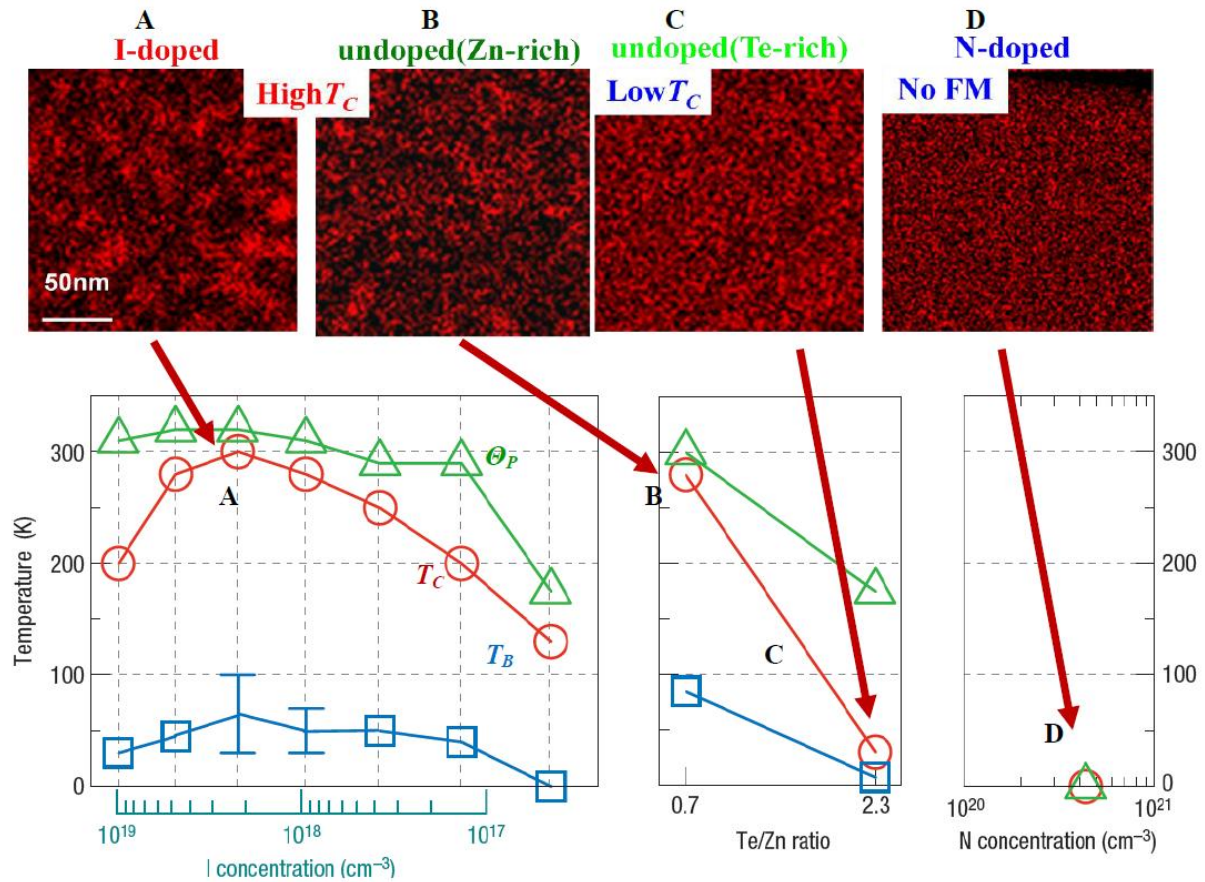 A
B
C
D
I-doped
undoped(Zn-rich)
undoped(Te-rich)
N-doped
High T_C
Low T_C
No FM
50nm
Temperature (K)
300
200
100
0
Θ_P
A
T_C
T_B
10^19
10^18
10^17
I concentration (cm^–3)
B
C
0.7
2.3
Te/Zn ratio
D
300
200
100
0
10^20
10^21
N concentration (cm^–3)